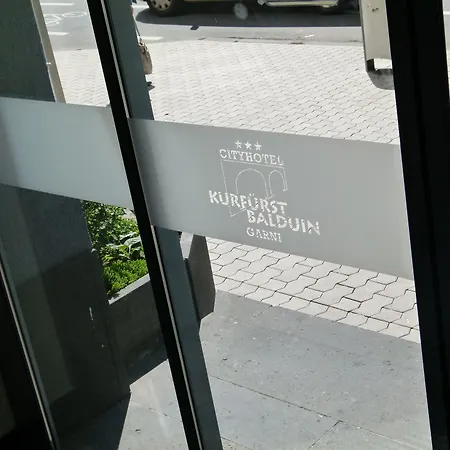 ★★★
CITYHOTEL
KURFÜRST
BALDUIN
GARNI